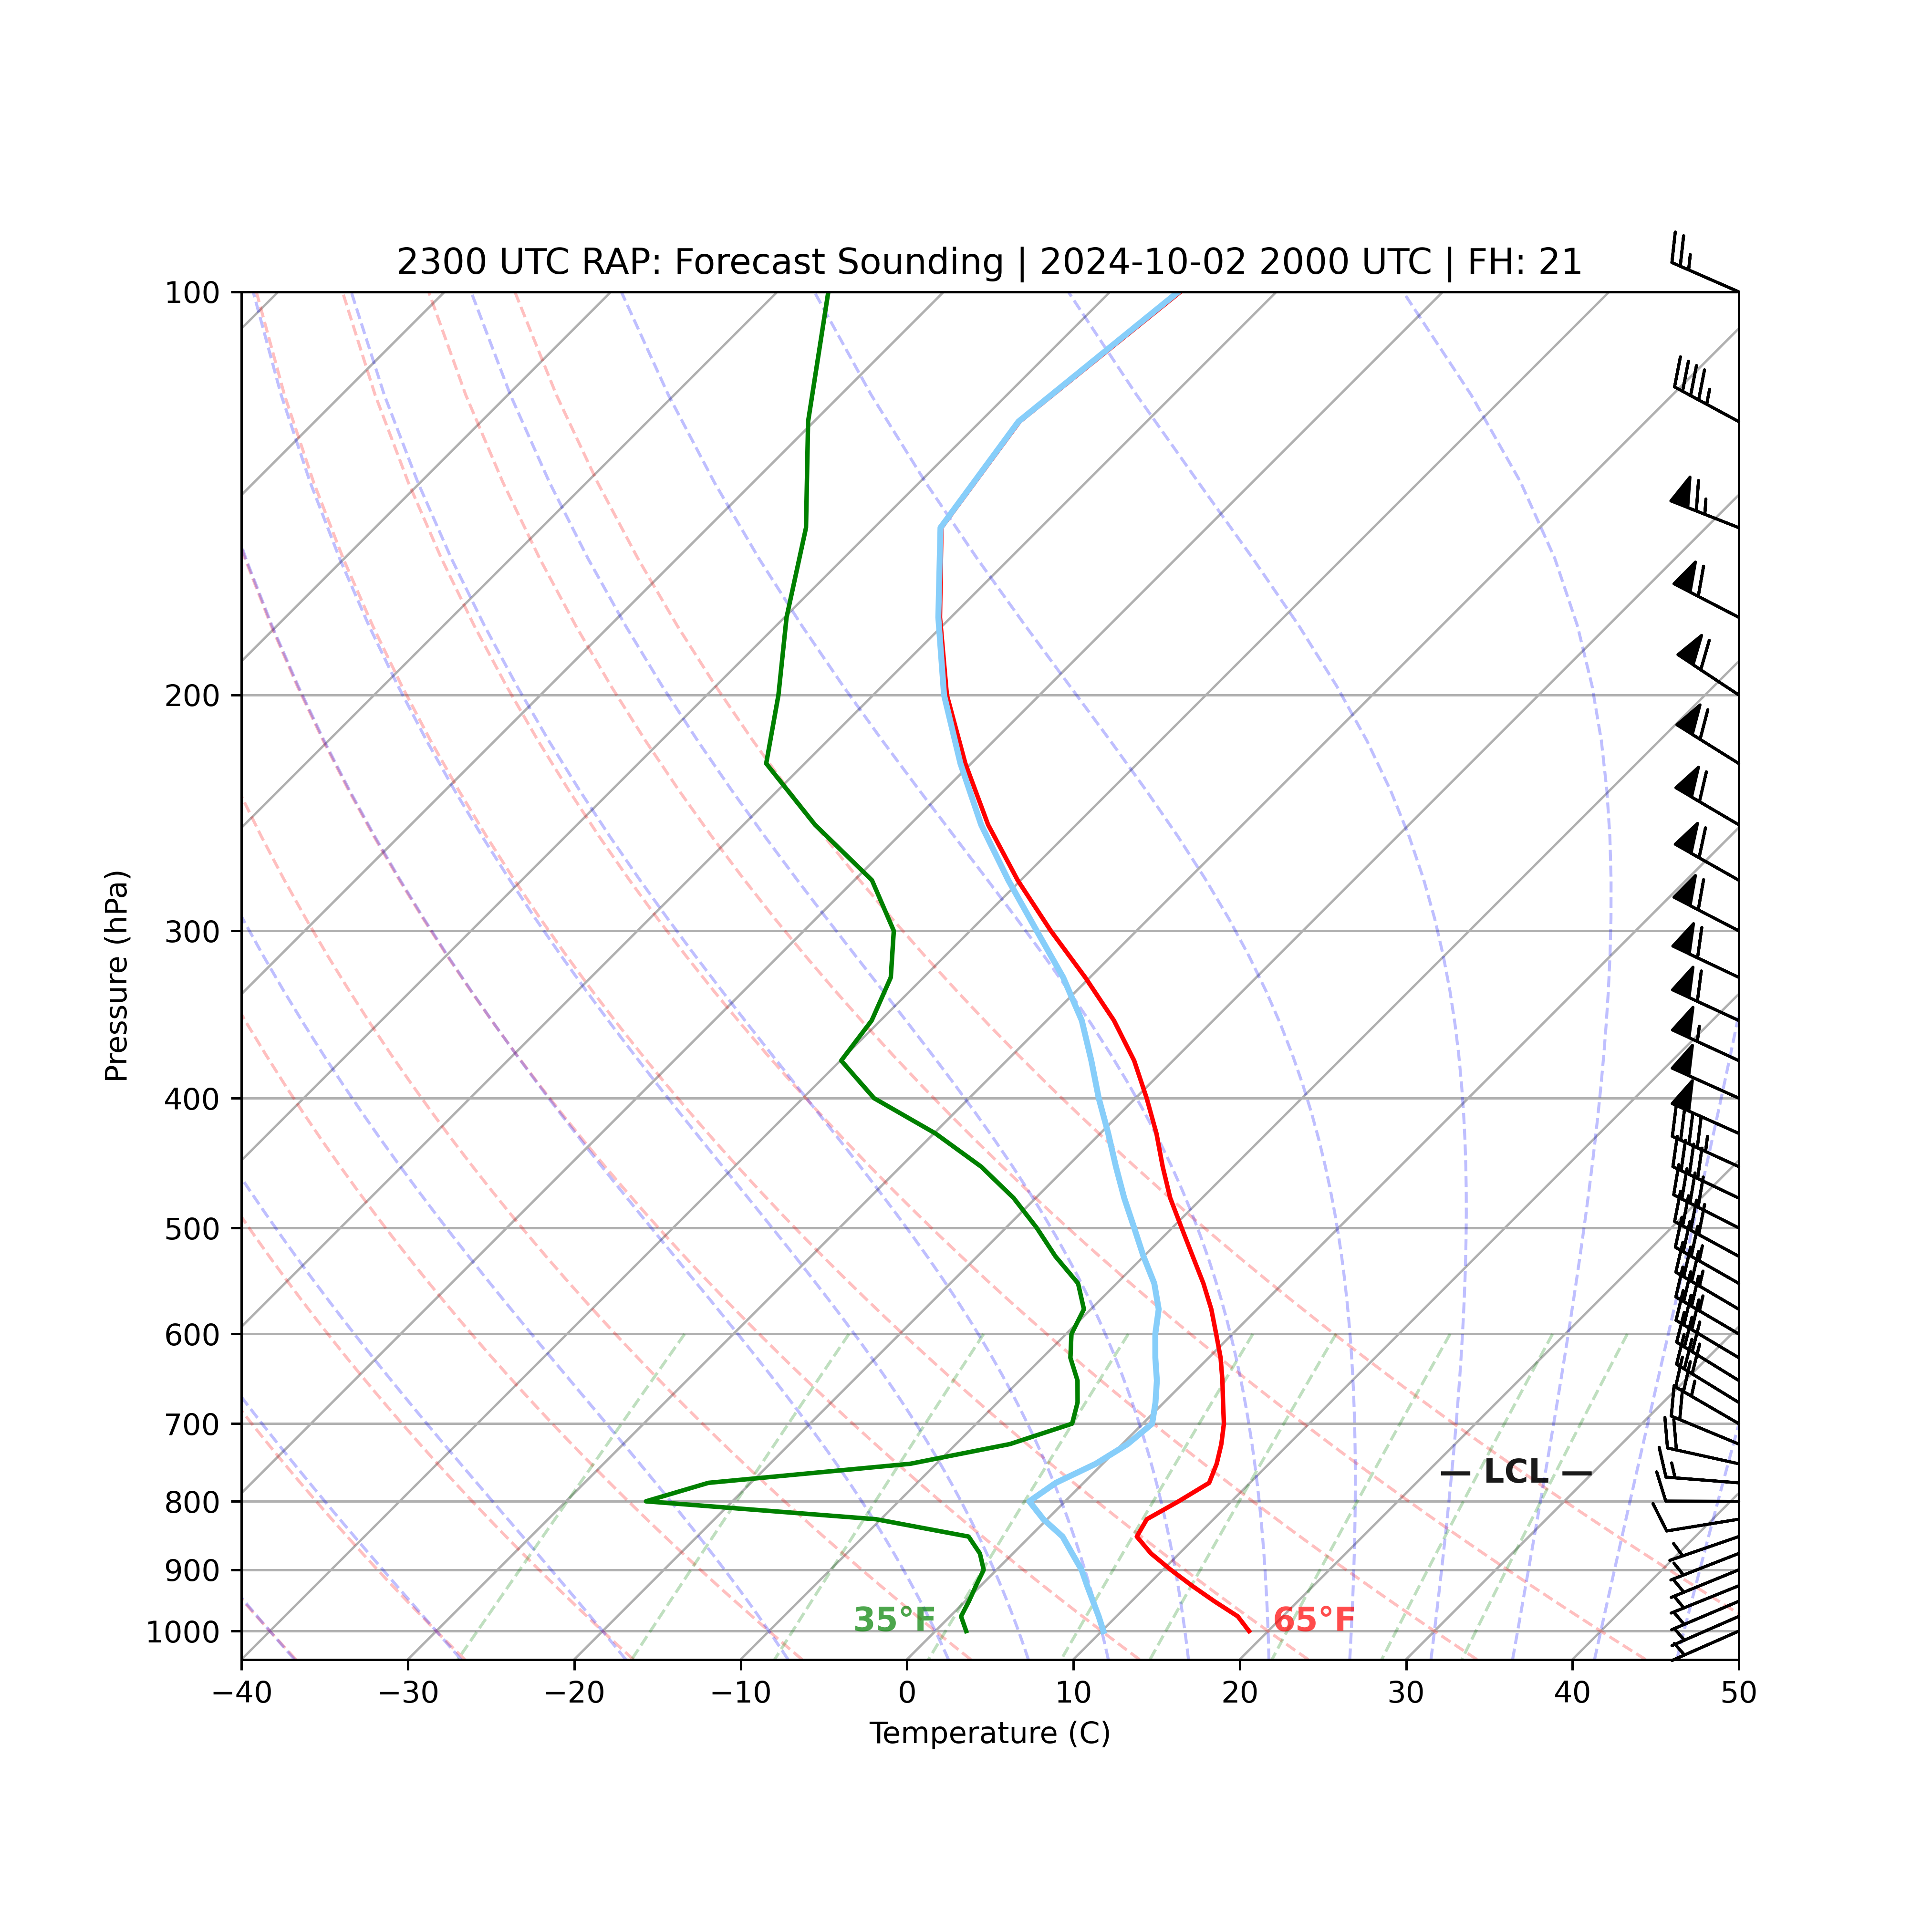 2300 UTC RAP: Forecast Sounding | 2024-10-02 2000 UTC | FH: 21
100
200
300
400
500
600
700
800
900
1000
Pressure (hPa)
— LCL —
35°F
65°F
−40 −30 −20 −10 0 10 20 30 40 50
Temperature (C)